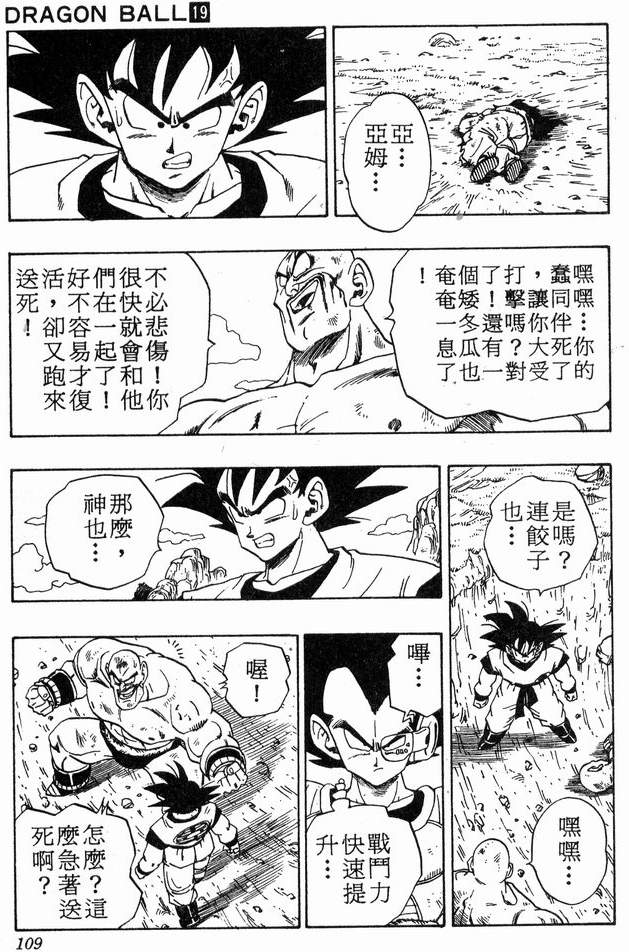 DRAGON BALL 19
亞…
亞姆…
嘿嘿…你的
蠢同伴死了
，讓你大受
打擊嗎？對
了！還有一
個矮冬瓜也
奄奄一息了
！
不必悲傷！你
很快就會和他
們在一起了！
好不容易才復
活，卻又跑來
送死！
是嗎？
連餃子
也…
嘿嘿…
那麼，
神也…
嗶…
戰鬥力
快速提
升…
喔！
怎麼？這
麼急著送
死啊？
109